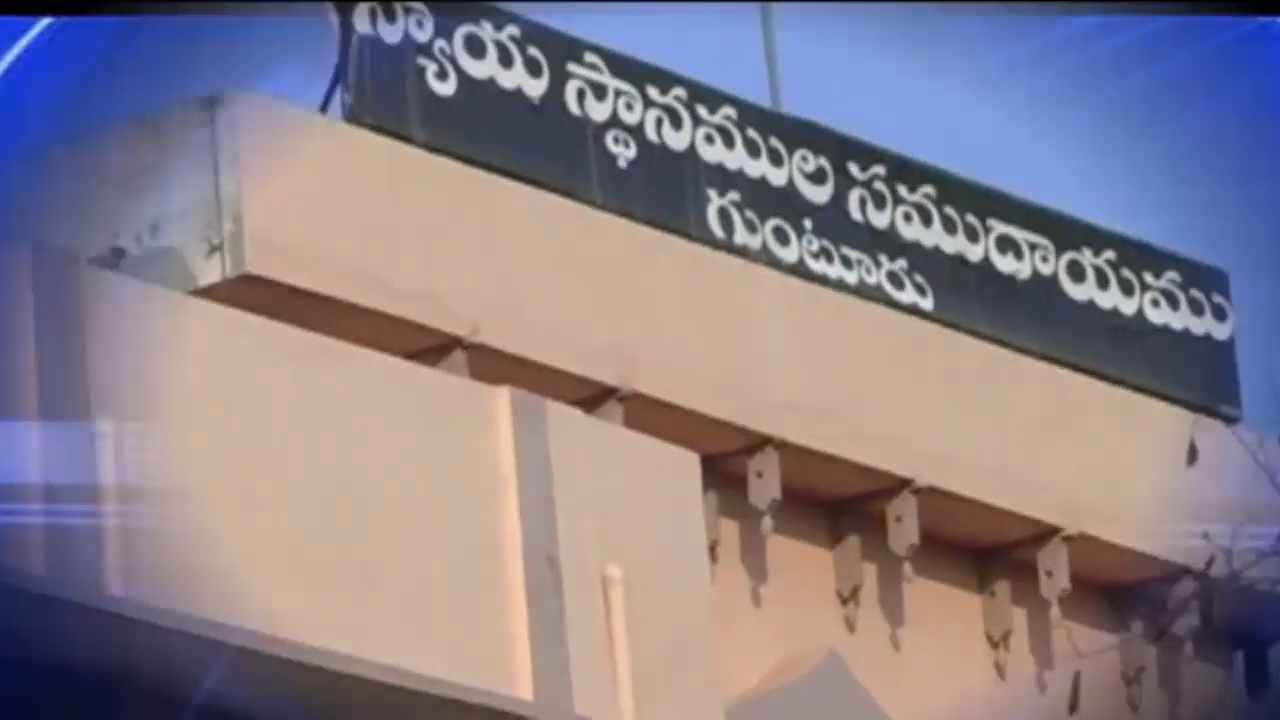 న్యాయ స్థానముల సముదాయము
గుంటూరు